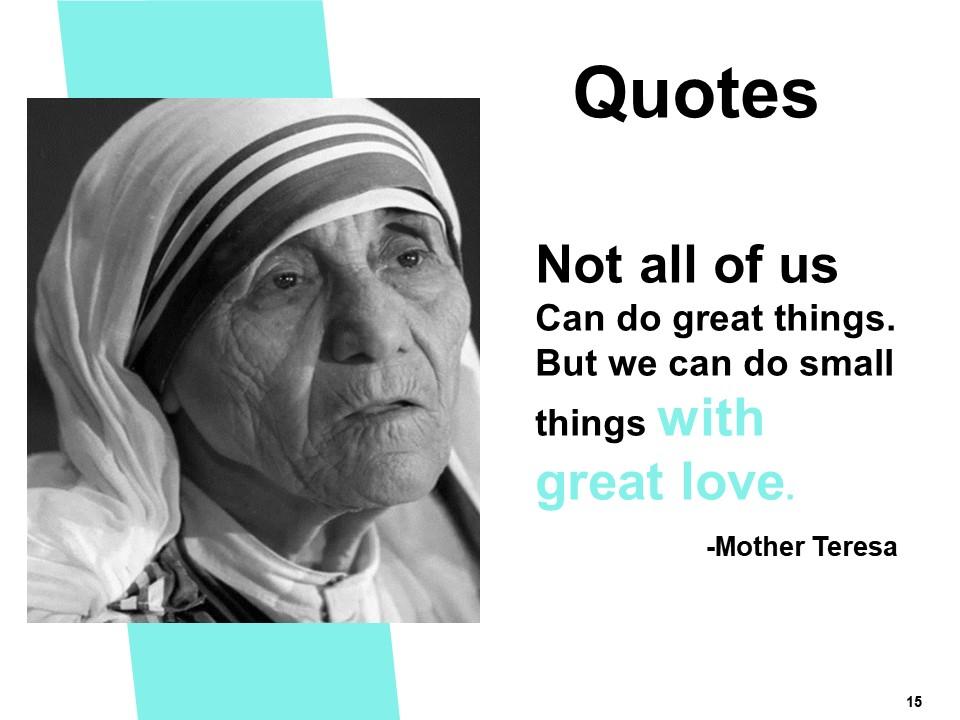 Quotes
Not all of us
Can do great things.
But we can do small
things with
great love.
-Mother Teresa
15